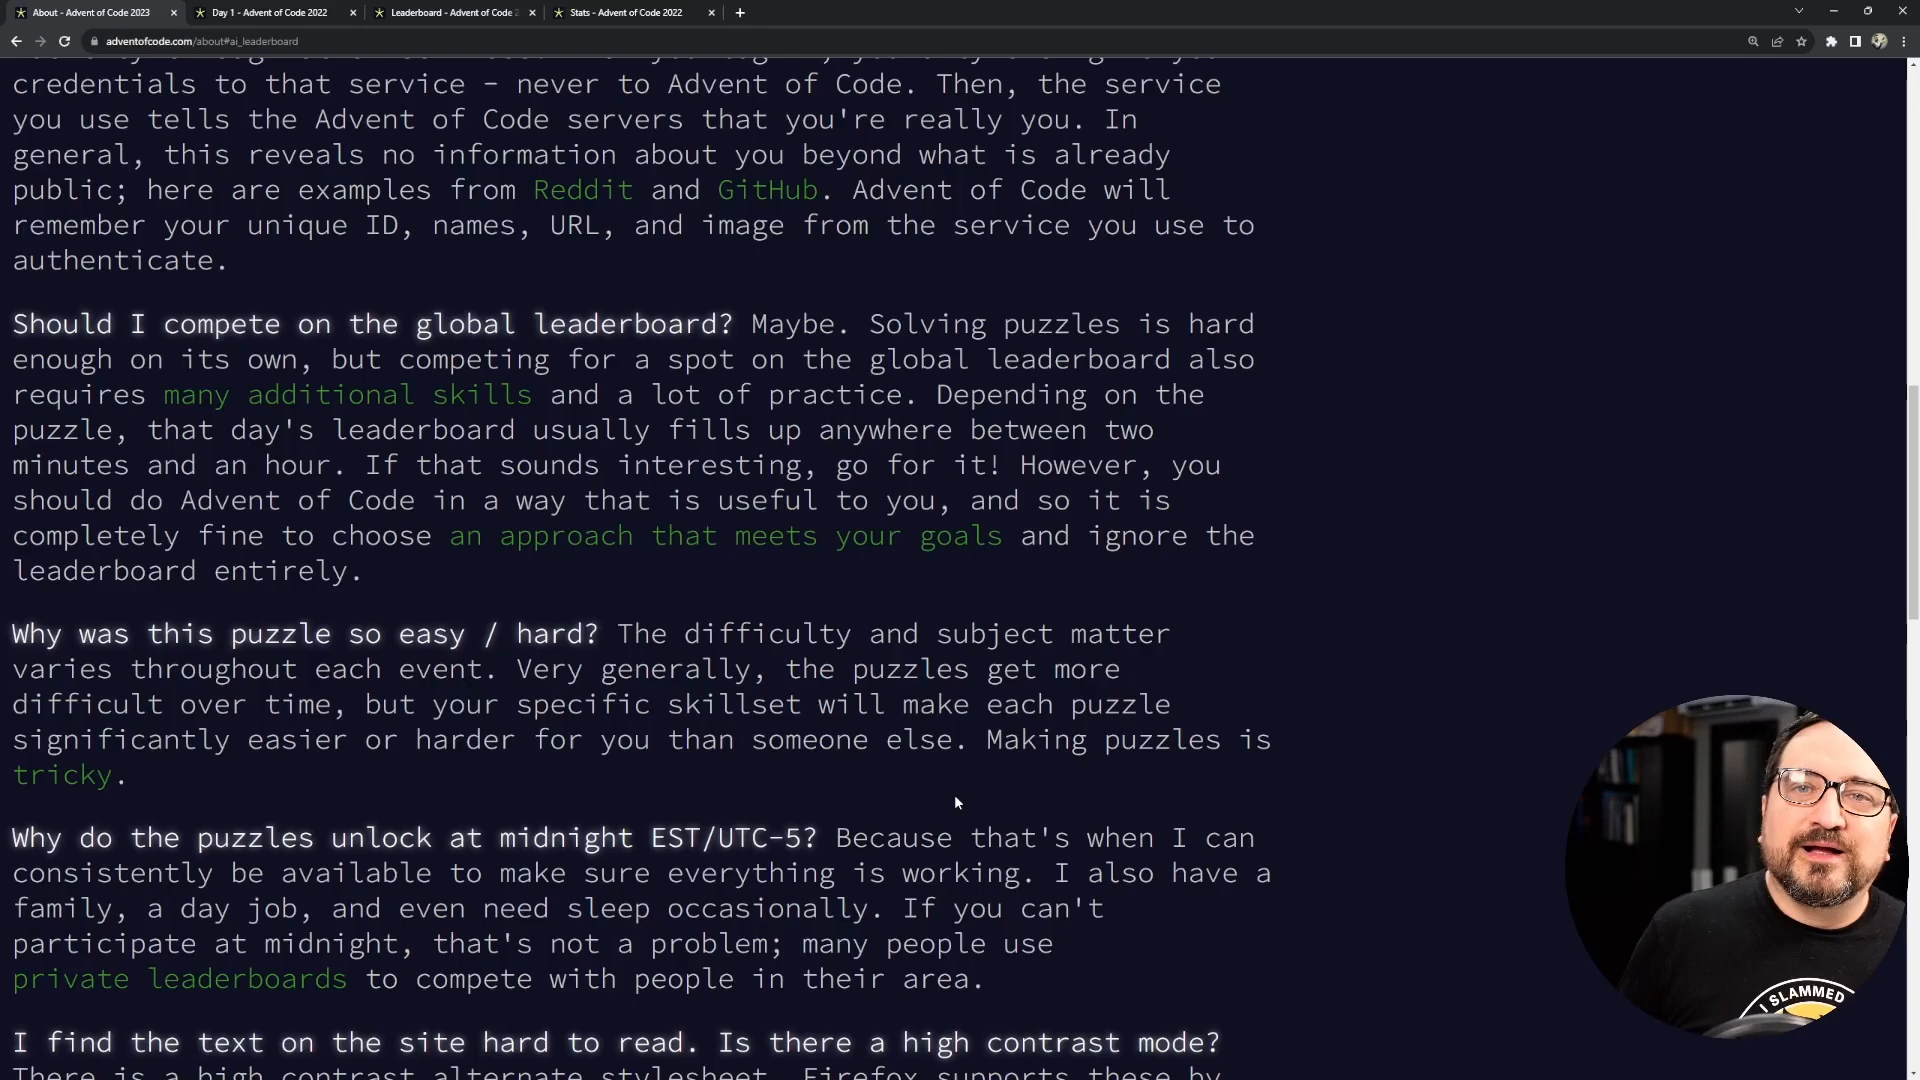 About - Advent of Code 2023
Day 1 - Advent of Code 2022
Leaderboard - Advent of Code 2
Stats - Advent of Code 2022
adventofcode.com/about#ai_leaderboard
credentials to that service - never to Advent of Code. Then, the service
you use tells the Advent of Code servers that you're really you. In
general, this reveals no information about you beyond what is already
public; here are examples from Reddit and GitHub. Advent of Code will
remember your unique ID, names, URL, and image from the service you use to
authenticate.
Should I compete on the global leaderboard? Maybe. Solving puzzles is hard
enough on its own, but competing for a spot on the global leaderboard also
requires many additional skills and a lot of practice. Depending on the
puzzle, that day's leaderboard usually fills up anywhere between two
minutes and an hour. If that sounds interesting, go for it! However, you
should do Advent of Code in a way that is useful to you, and so it is
completely fine to choose an approach that meets your goals and ignore the
leaderboard entirely.
Why was this puzzle so easy / hard? The difficulty and subject matter
varies throughout each event. Very generally, the puzzles get more
difficult over time, but your specific skillset will make each puzzle
significantly easier or harder for you than someone else. Making puzzles is
tricky.
Why do the puzzles unlock at midnight EST/UTC-5? Because that's when I can
consistently be available to make sure everything is working. I also have a
family, a day job, and even need sleep occasionally. If you can't
participate at midnight, that's not a problem; many people use
private leaderboards to compete with people in their area.
I find the text on the site hard to read. Is there a high contrast mode?
There is a high contrast alternate stylesheet. Firefox supports these by
I SLAMMED